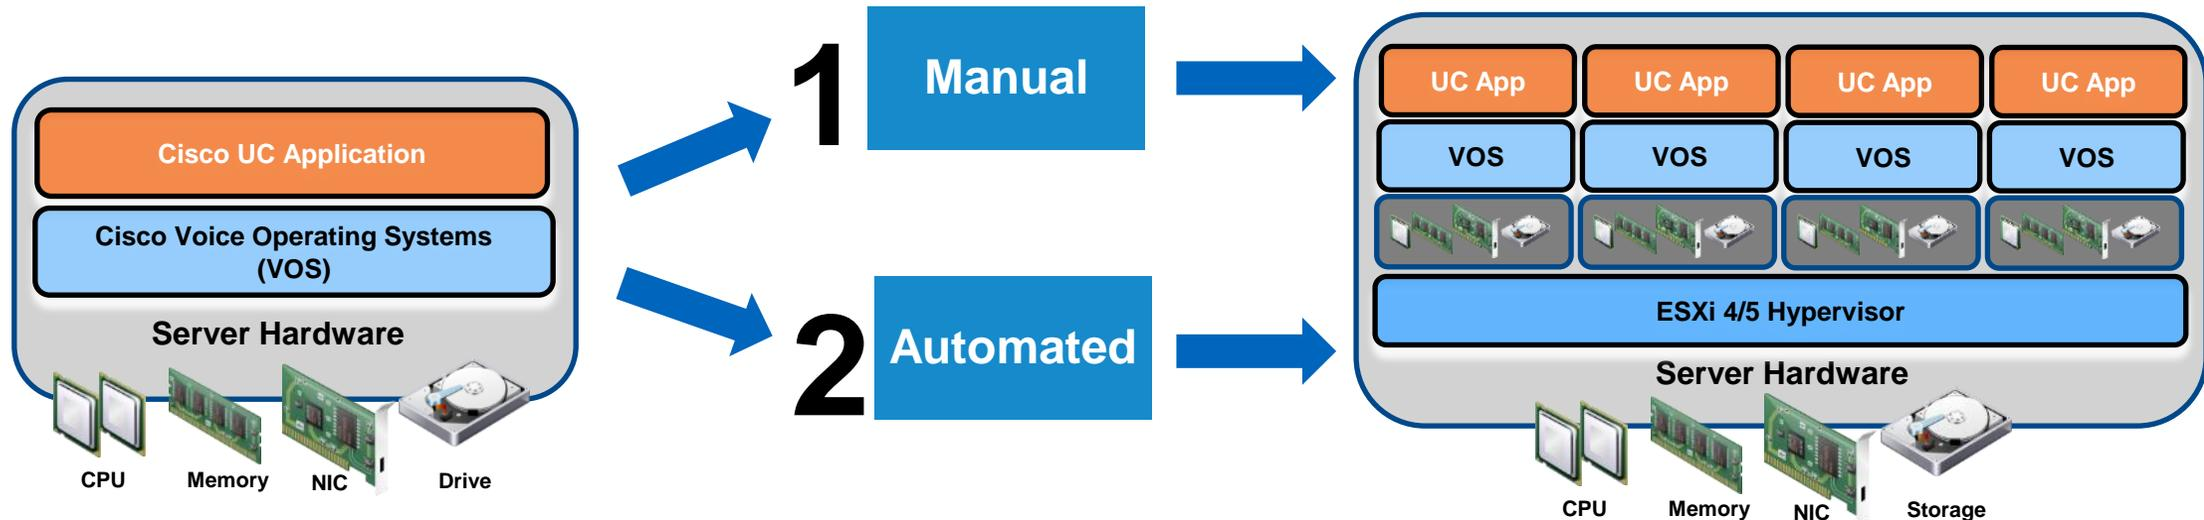 Cisco UC Application
Cisco Voice Operating Systems
(VOS)
Server Hardware
CPU
Memory
NIC
Drive
1
Manual
2
Automated
UC App
UC App
UC App
UC App
VOS
VOS
VOS
VOS
ESXi 4/5 Hypervisor
Server Hardware
CPU
Memory
NIC
Storage